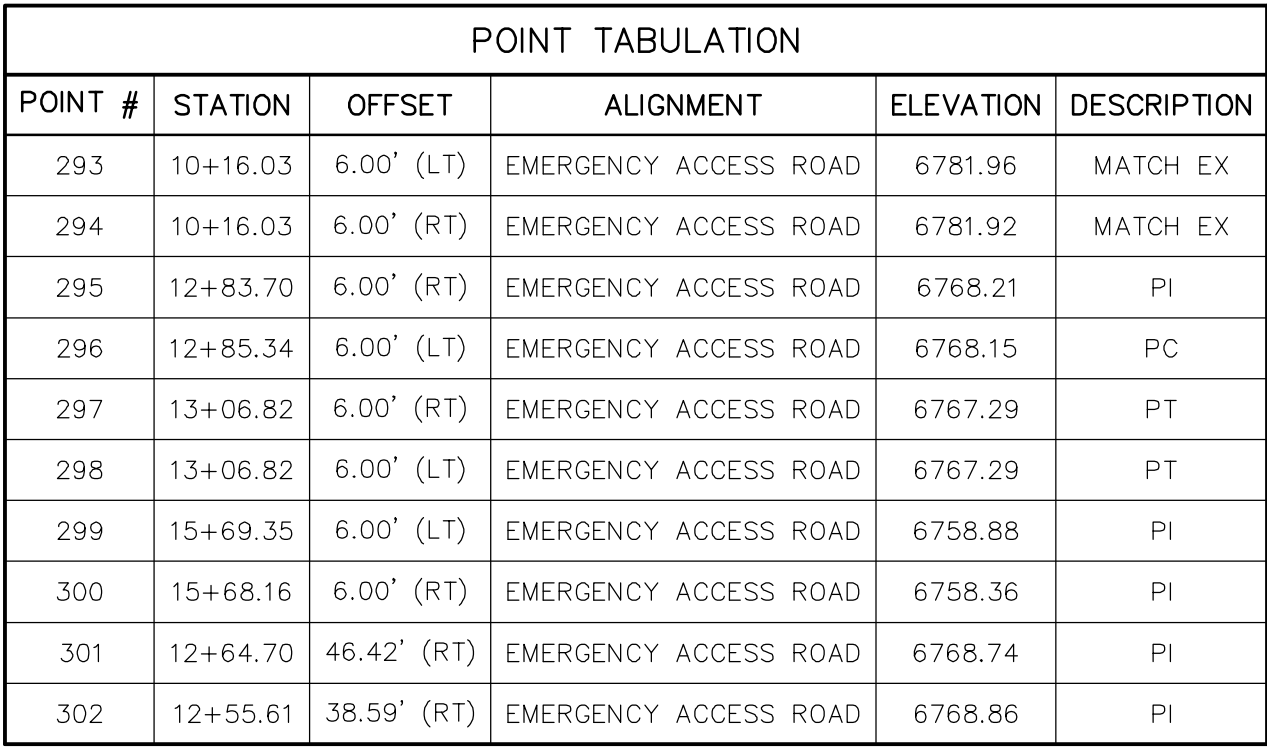 POINT TABULATION
POINT # STATION OFFSET ALIGNMENT ELEVATION DESCRIPTION
293 10+16.03 6.00' (LT) EMERGENCY ACCESS ROAD 6781.96 MATCH EX
294 10+16.03 6.00' (RT) EMERGENCY ACCESS ROAD 6781.92 MATCH EX
295 12+83.70 6.00' (RT) EMERGENCY ACCESS ROAD 6768.21 PI
296 12+85.34 6.00' (LT) EMERGENCY ACCESS ROAD 6768.15 PC
297 13+06.82 6.00' (RT) EMERGENCY ACCESS ROAD 6767.29 PT
298 13+06.82 6.00' (LT) EMERGENCY ACCESS ROAD 6767.29 PT
299 15+69.35 6.00' (LT) EMERGENCY ACCESS ROAD 6758.88 PI
300 15+68.16 6.00' (RT) EMERGENCY ACCESS ROAD 6758.36 PI
301 12+64.70 46.42' (RT) EMERGENCY ACCESS ROAD 6768.74 PI
302 12+55.61 38.59' (RT) EMERGENCY ACCESS ROAD 6768.86 PI